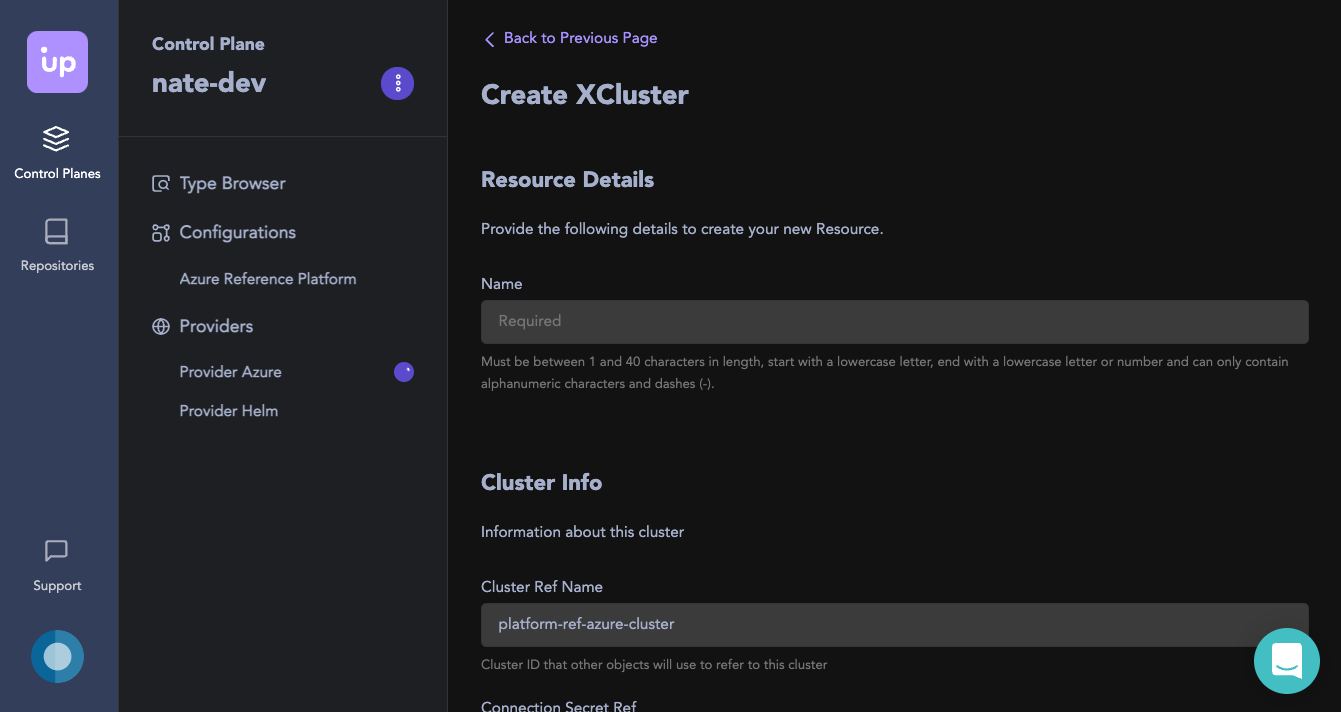 up
Control Planes
Repositories
Support
Control Plane
nate-dev
Type Browser
Configurations
Azure Reference Platform
Providers
Provider Azure
Provider Helm
Back to Previous Page
Create XCluster
Resource Details
Provide the following details to create your new Resource.
Name
Required
Must be between 1 and 40 characters in length, start with a lowercase letter, end with a lowercase letter or number and can only contain
alphanumeric characters and dashes (-).
Cluster Info
Information about this cluster
Cluster Ref Name
platform-ref-azure-cluster
Cluster ID that other objects will use to refer to this cluster
Connection Secret Ref